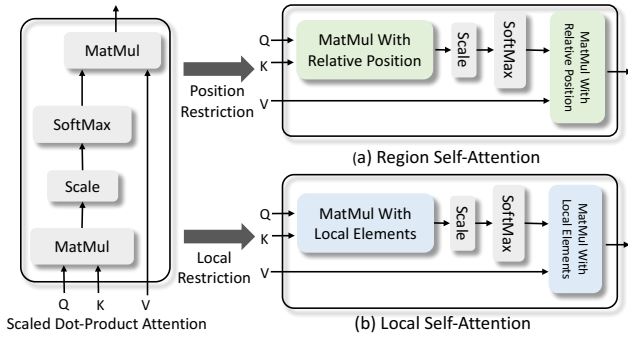 MatMul
SoftMax
Scale
MatMul
Q K V
Scaled Dot-Product Attention
Position
Restriction
Local
Restriction
Q
K
V
MatMul With
Relative Position
Scale
SoftMax
MatMul With
Relative Position
(a) Region Self-Attention
Q
K
V
MatMul With
Local Elements
Scale
SoftMax
MatMul With
Local Elements
(b) Local Self-Attention